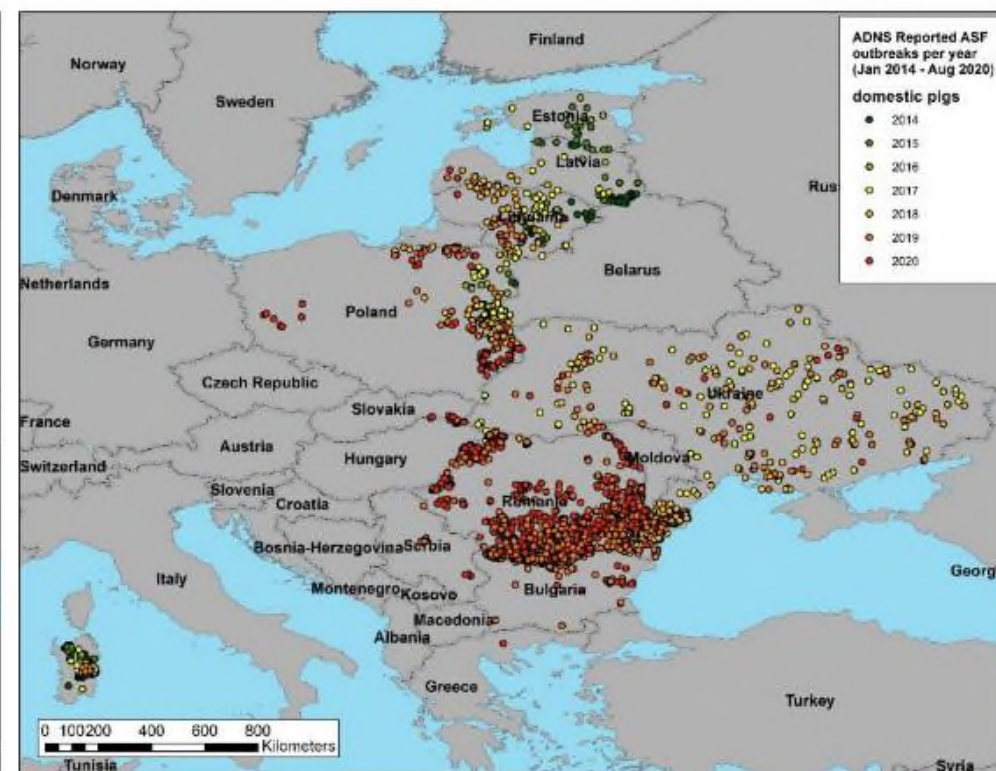 ADNS Reported ASF
outbreaks per year
(Jan 2014 - Aug 2020)
domestic pigs
2014
2015
2016
2017
2018
2019
2020
Finland
Norway
Sweden
Estonia
Latvia
Rus
Denmark
Lithuania
Belarus
Netherlands
Poland
Germany
Czech Republic
Ukraine
Slovakia
France
Austria
Hungary
Moldova
Switzerland
Slovenia
Croatia
Romania
Bosnia-Herzegovina
Serbia
Italy
Montenegro
Kosovo
Bulgaria
Georg
Macedonia
Albania
Greece
Turkey
0 100200 400 600 800
Kilometers
Tunisia
Syria